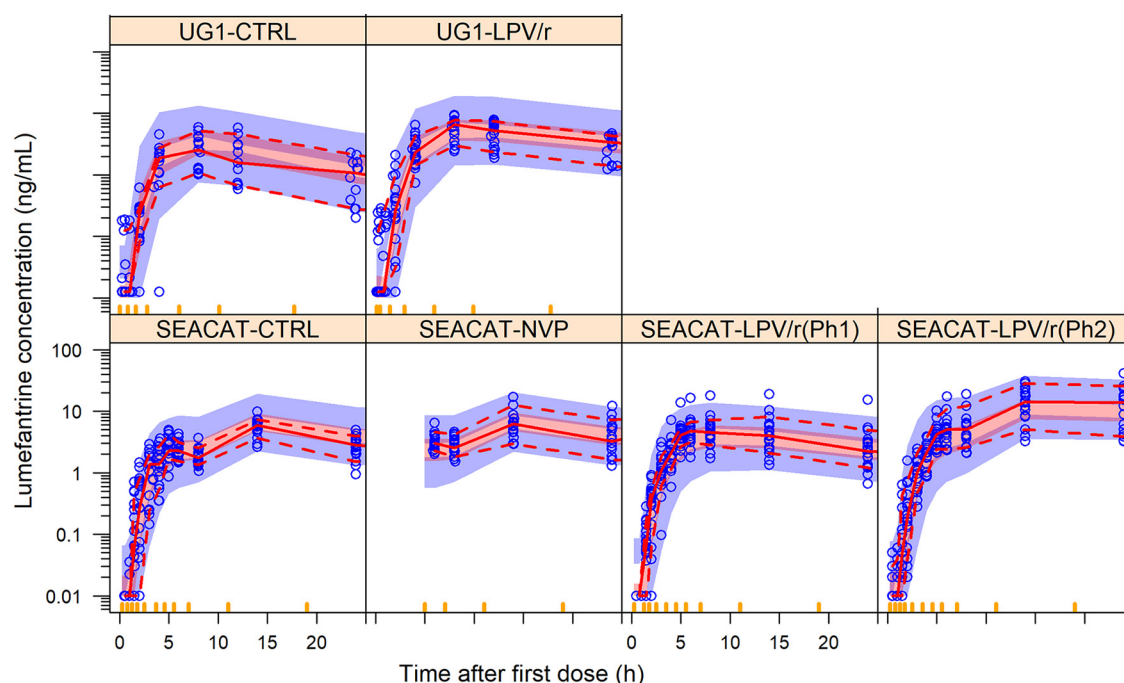 UG1-CTRL UG1-LPV/r
SEACAT-CTRL SEACAT-NVP SEACAT-LPV/r(Ph1) SEACAT-LPV/r(Ph2)
Lumefantrine concentration (ng/mL)
100
10
1
0.1
0.01
0 5 10 15 20 0 5 10 15 20
Time after first dose (h)